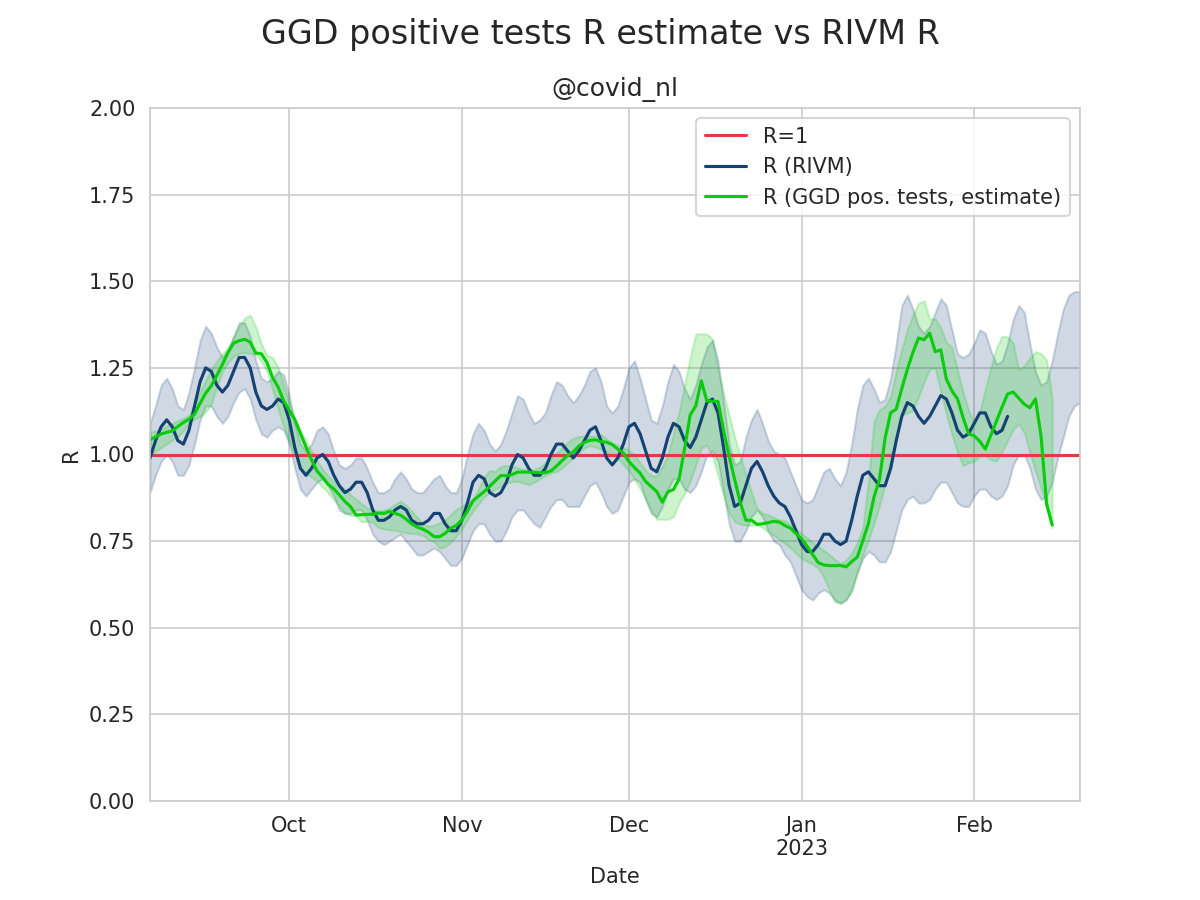 GGD positive tests R estimate vs RIVM R
@covid_nl
2.00
1.75
1.50
1.25
1.00
0.75
0.50
0.25
0.00
R
R=1
R (RIVM)
R (GGD pos. tests, estimate)
Oct
Nov
Dec
Jan
2023
Feb
Date